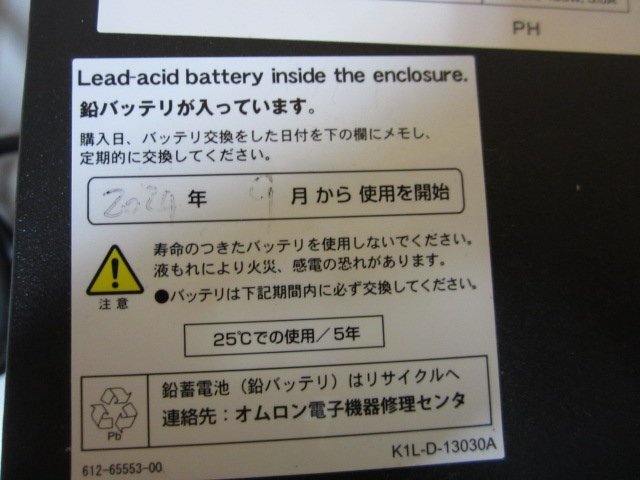 PH
Lead-acid battery inside the enclosure.
鉛バッテリが入っています。
購入日、バッテリ交換をした日付を下の欄にメモし、
定期的に交換してください。
年 9 月 から 使用を開始
寿命のつきたバッテリを使用しないでください。
液もれにより火災、感電の恐れがあります。
注 意
●バッテリは下記期間内に必ず交換してください。
25℃での使用/5年
鉛蓄電池(鉛バッテリ)はリサイクルへ
連絡先:オムロン電子機器修理センタ
Pb
K1L-D-13030A
612-65553-00